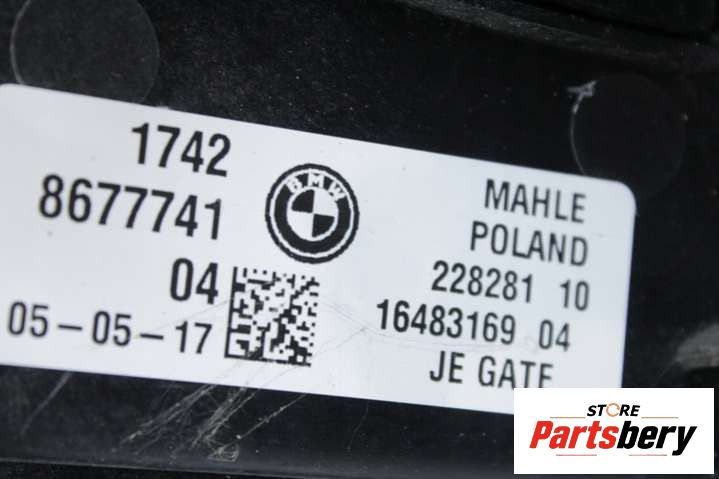 1742
8677741
04
05-05-17
BMW
MAHLE
POLAND
228281 10
16483169 04
JE GATE
STORE
Partsbery